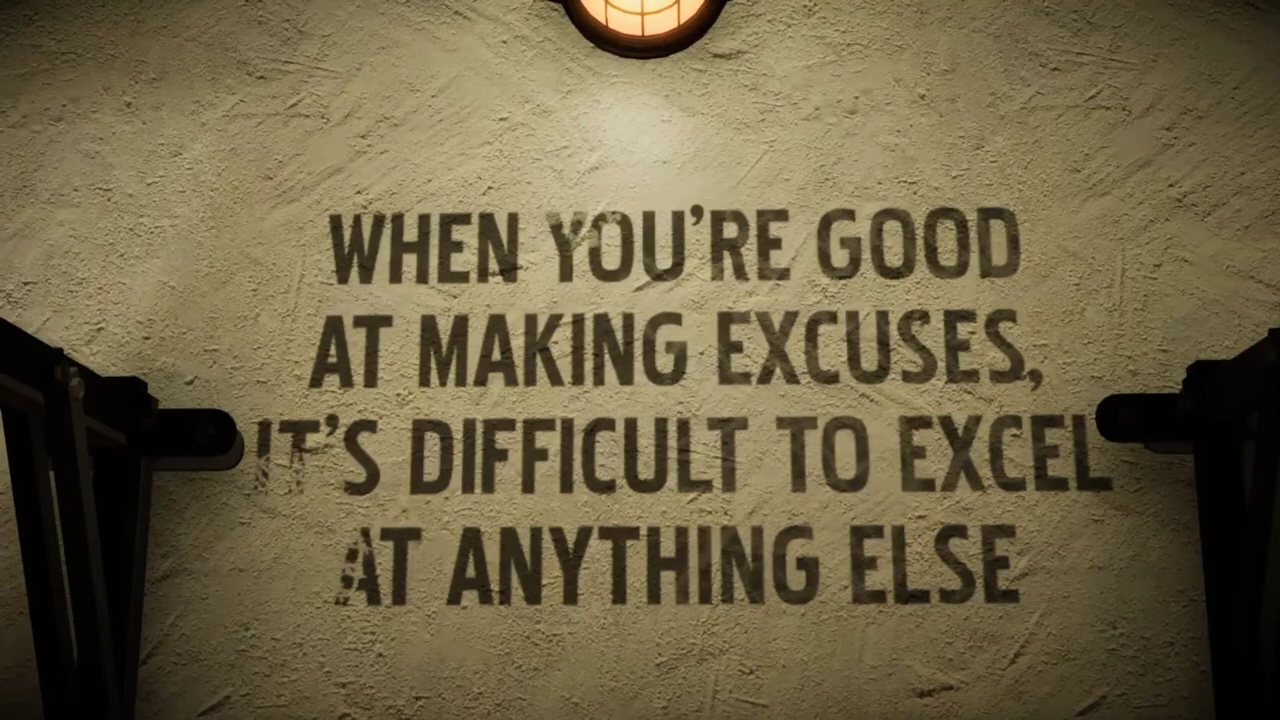 WHEN YOU'RE GOOD
AT MAKING EXCUSES,
IT'S DIFFICULT TO EXCEL
AT ANYTHING ELSE